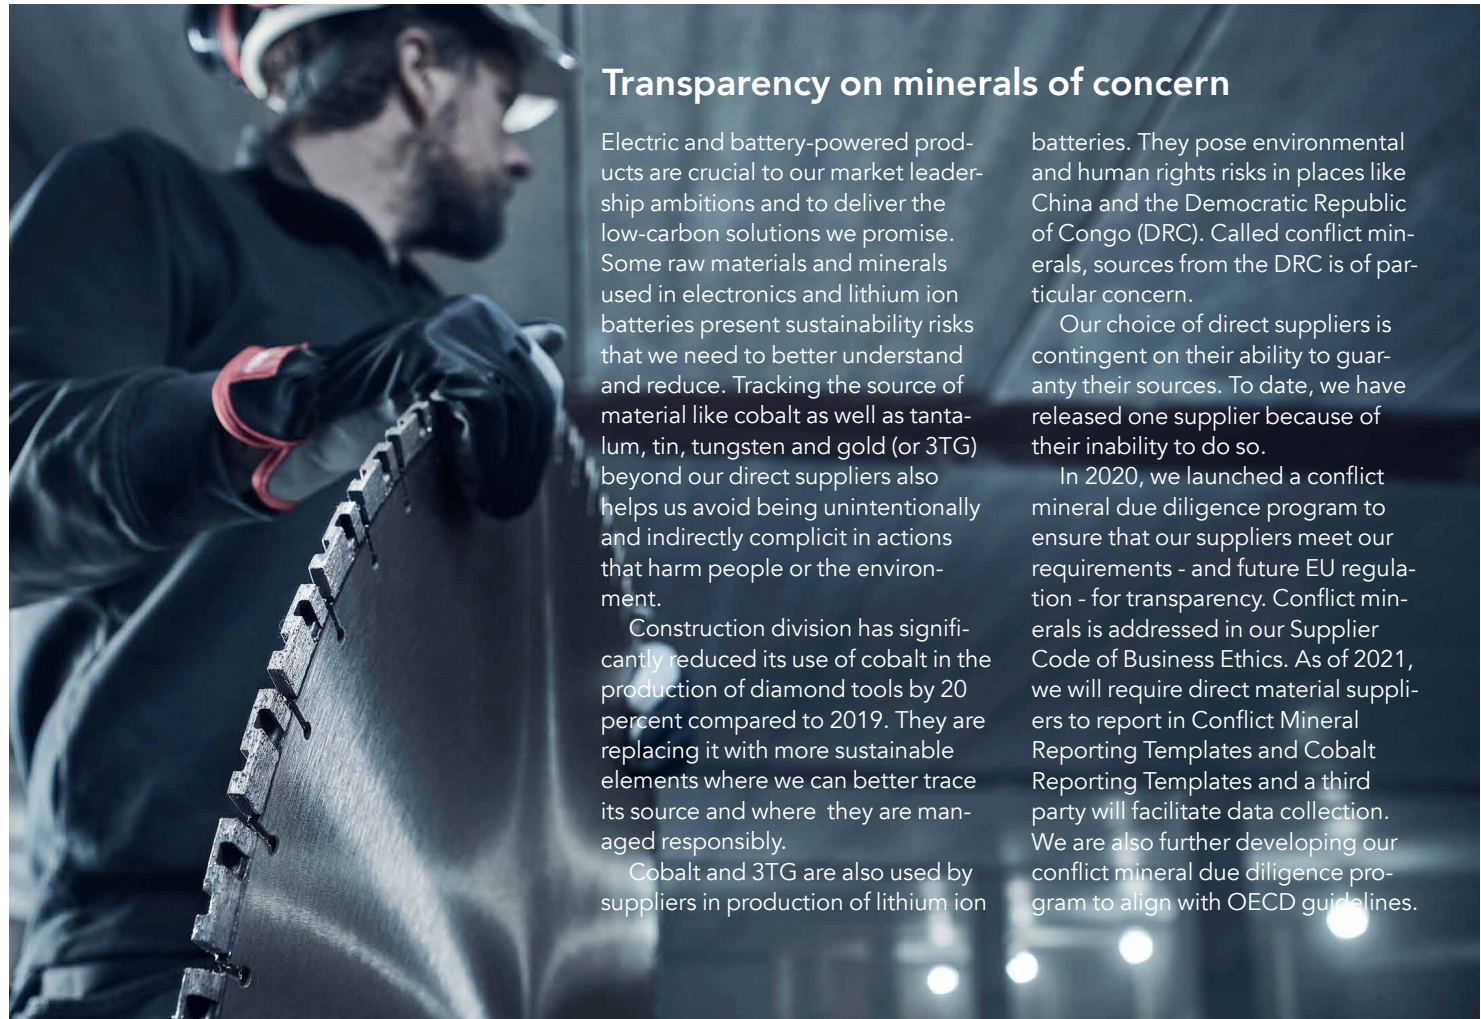 Transparency on minerals of concern
Electric and battery-powered prod-
ucts are crucial to our market leader-
ship ambitions and to deliver the
low-carbon solutions we promise.
Some raw materials and minerals
used in electronics and lithium ion
batteries present sustainability risks
that we need to better understand
and reduce. Tracking the source of
material like cobalt as well as tanta-
lum, tin, tungsten and gold (or 3TG)
beyond our direct suppliers also
helps us avoid being unintentionally
and indirectly complicit in actions
that harm people or the environ-
ment.
Construction division has signifi-
cantly reduced its use of cobalt in the
production of diamond tools by 20
percent compared to 2019. They are
replacing it with more sustainable
elements where we can better trace
its source and where  they are man-
aged responsibly.
Cobalt and 3TG are also used by
suppliers in production of lithium ion
batteries. They pose environmental
and human rights risks in places like
China and the Democratic Republic
of Congo (DRC). Called conflict min-
erals, sources from the DRC is of par-
ticular concern.
Our choice of direct suppliers is
contingent on their ability to guar-
anty their sources. To date, we have
released one supplier because of
their inability to do so.
In 2020, we launched a conflict
mineral due diligence program to
ensure that our suppliers meet our
requirements - and future EU regula-
tion - for transparency. Conflict min-
erals is addressed in our Supplier
Code of Business Ethics. As of 2021,
we will require direct material suppli-
ers to report in Conflict Mineral
Reporting Templates and Cobalt
Reporting Templates and a third
party will facilitate data collection.
We are also further developing our
conflict mineral due diligence pro-
gram to align with OECD guidelines.